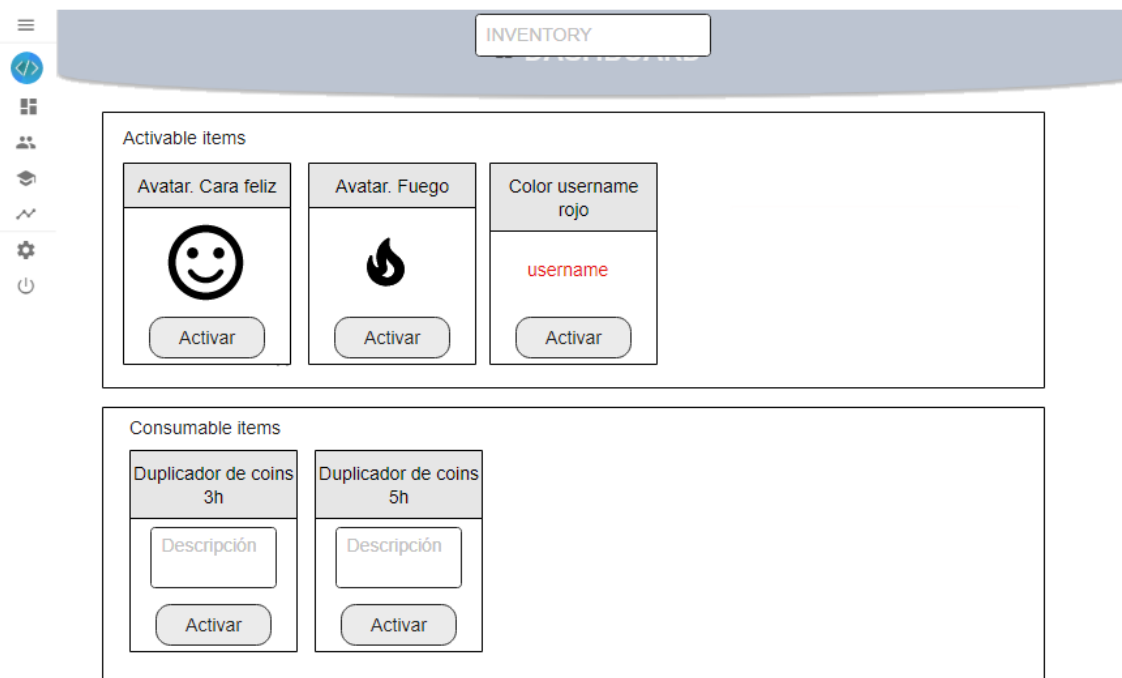 INVENTORY
DASHBOARD
Activable items
Avatar. Cara feliz
Avatar. Fuego
Color username
rojo
username
Activar
Activar
Activar
Consumable items
Duplicador de coins
3h
Duplicador de coins
5h
Descripción
Descripción
Activar
Activar